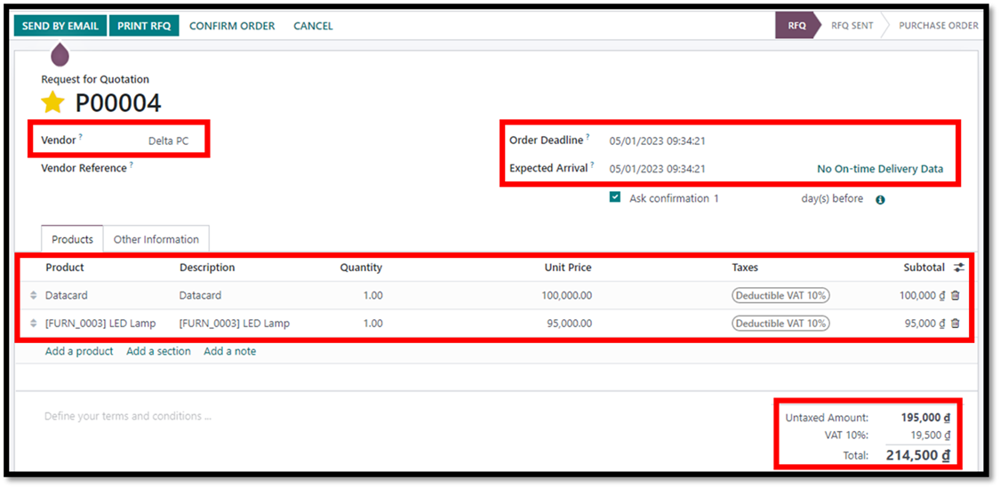 SEND BY EMAIL PRINT RFQ CONFIRM ORDER CANCEL RFQ RFQ SENT PURCHASE ORDER
Request for Quotation
P00004
Vendor ? Delta PC Order Deadline ? 05/01/2023 09:34:21
Vendor Reference ? Expected Arrival ? 05/01/2023 09:34:21 No On-time Delivery Data
Ask confirmation 1 day(s) before
Products Other Information
Product Description Quantity Unit Price Taxes Subtotal
Datacard Datacard 1.00 100,000.00 Deductible VAT 10% 100,000 ₫
[FURN_0003] LED Lamp [FURN_0003] LED Lamp 1.00 95,000.00 Deductible VAT 10% 95,000 ₫
Add a product Add a section Add a note
Define your terms and conditions ... Untaxed Amount: 195,000 ₫
VAT 10%: 19,500 ₫
Total: 214,500 ₫